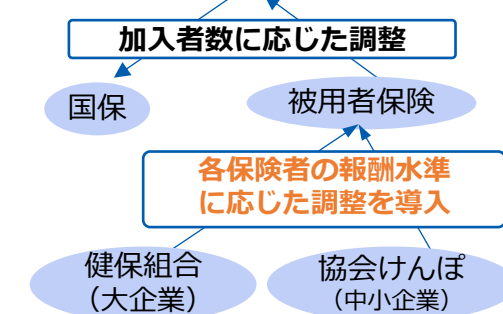 加入者数に応じた調整
国保
被用者保険
各保険者の報酬水準
に応じた調整を導入
健保組合
（大企業）
協会けんぽ
（中小企業）